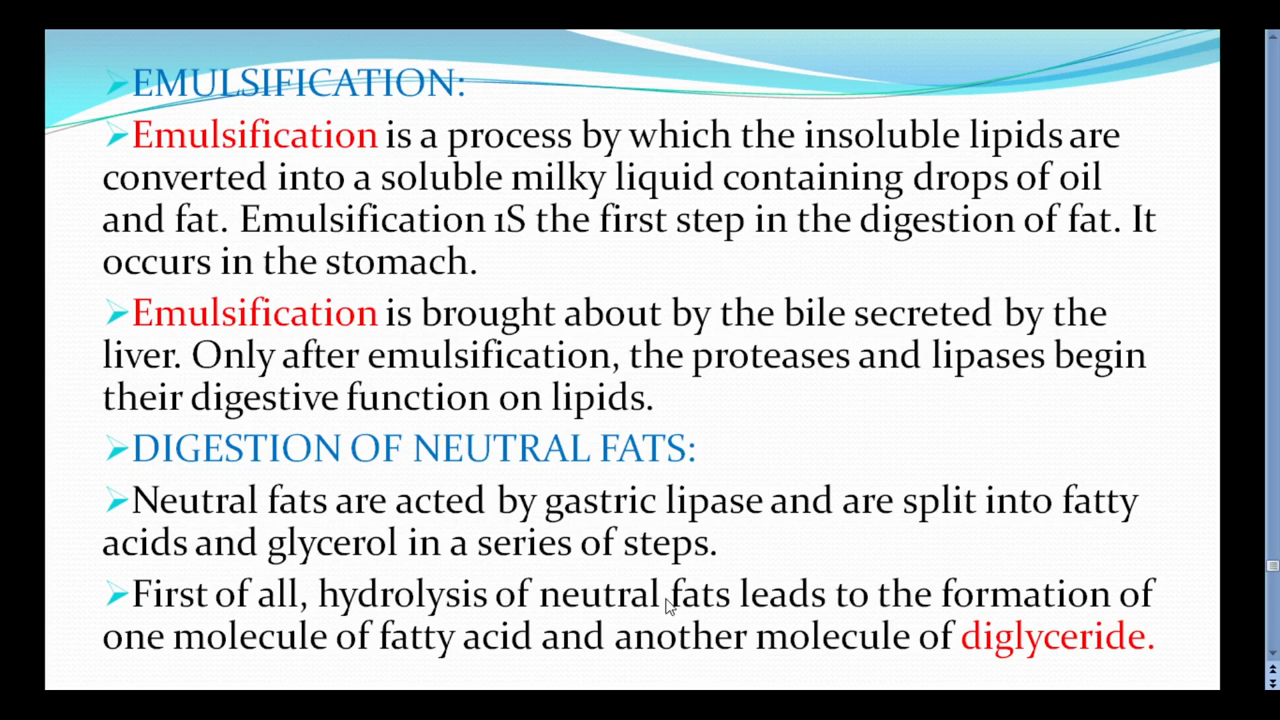 EMULSIFICATION:
Emulsification is a process by which the insoluble lipids are
converted into a soluble milky liquid containing drops of oil
and fat. Emulsification 1S the first step in the digestion of fat. It
occurs in the stomach.
Emulsification is brought about by the bile secreted by the
liver. Only after emulsification, the proteases and lipases begin
their digestive function on lipids.
DIGESTION OF NEUTRAL FATS:
Neutral fats are acted by gastric lipase and are split into fatty
acids and glycerol in a series of steps.
First of all, hydrolysis of neutral fats leads to the formation of
one molecule of fatty acid and another molecule of diglyceride.